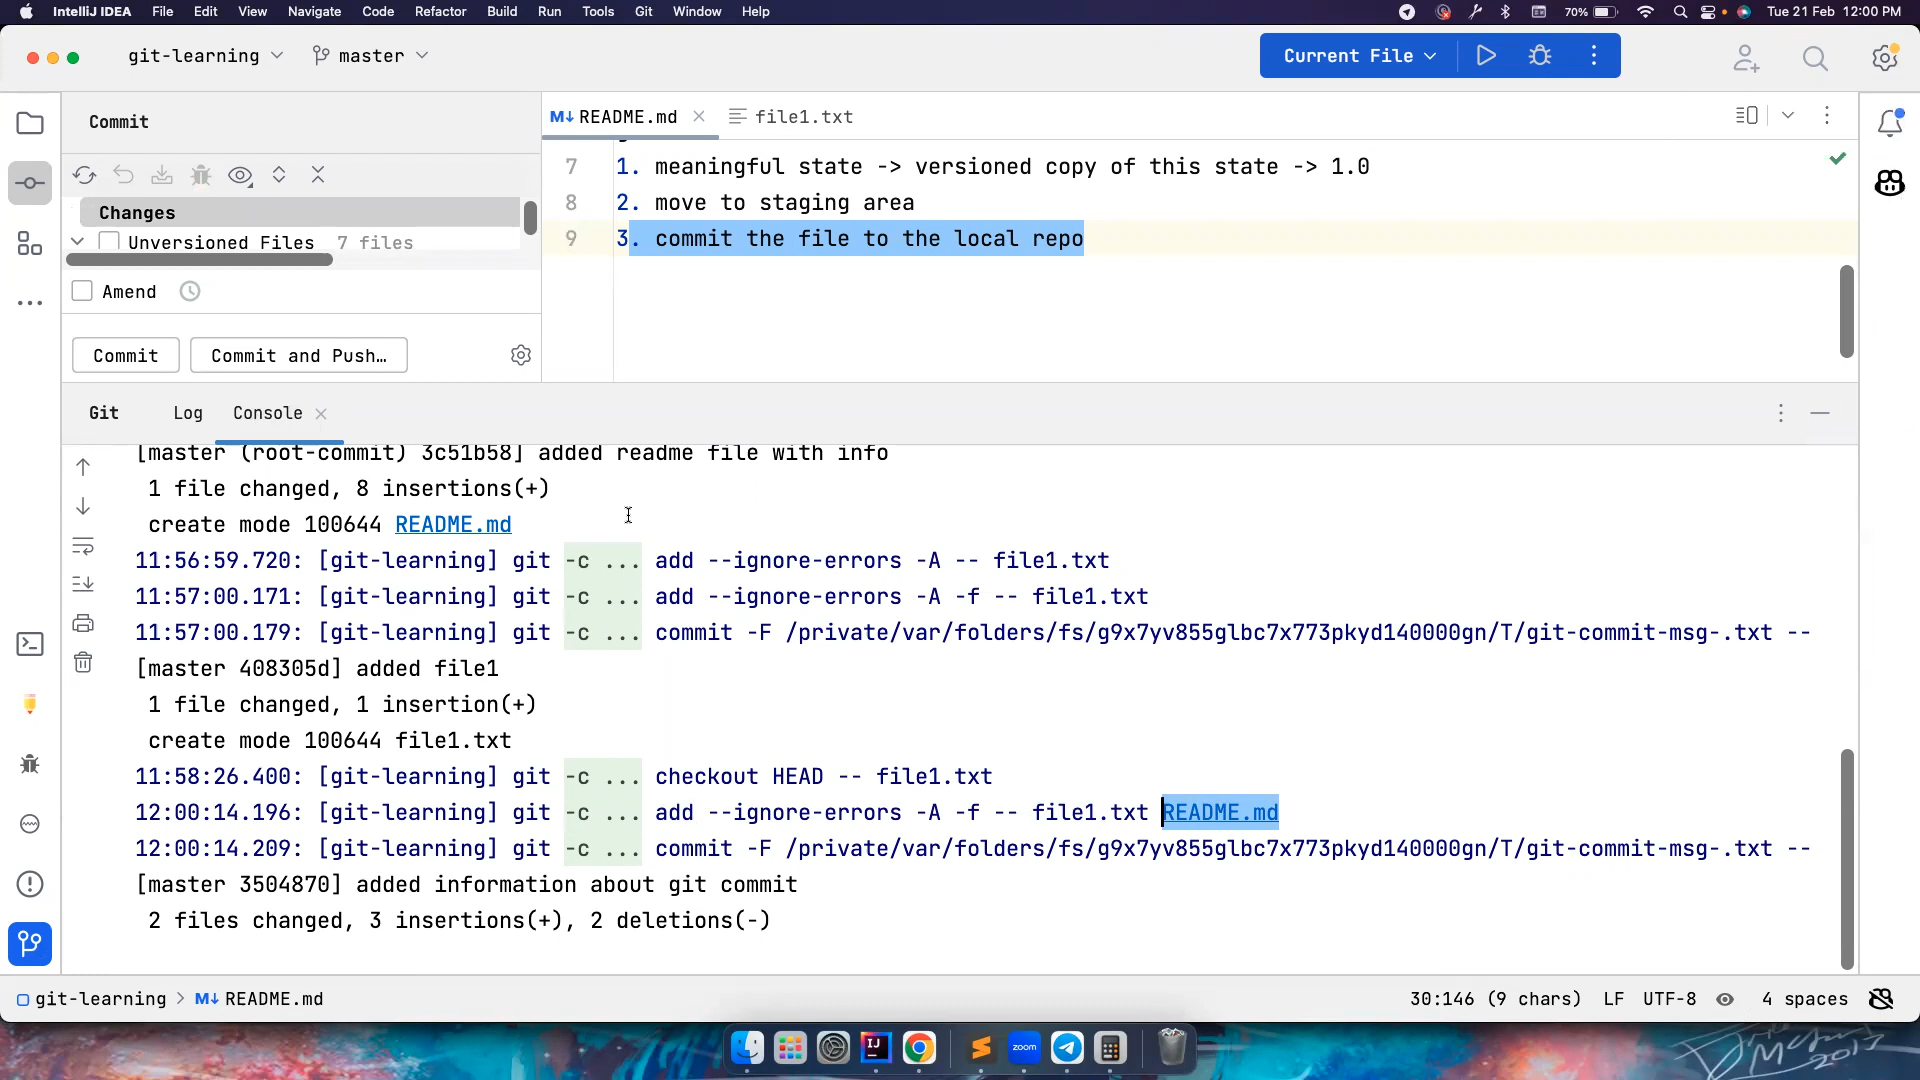 IntelliJ IDEA File Edit View Navigate Code Refactor Build Run Tools Git Window Help 70% Tue 21 Feb 12:00 PM
git-learning master Current File
Commit
M↓ README.md file1.txt
7 1. meaningful state -> versioned copy of this state -> 1.0
8 2. move to staging area
9 3. commit the file to the local repo
Changes
Unversioned Files 7 files
Amend
Commit Commit and Push...
Git Log Console
[master (root-commit) 3c51b58] added readme file with info
1 file changed, 8 insertions(+)
create mode 100644 README.md
11:56:59.720: [git-learning] git -c ... add --ignore-errors -A -- file1.txt
11:57:00.171: [git-learning] git -c ... add --ignore-errors -A -f -- file1.txt
11:57:00.179: [git-learning] git -c ... commit -F /private/var/folders/fs/g9x7yv855glbc7x773pkyd140000gn/T/git-commit-msg-.txt --
[master 408305d] added file1
1 file changed, 1 insertion(+)
create mode 100644 file1.txt
11:58:26.400: [git-learning] git -c ... checkout HEAD -- file1.txt
12:00:14.196: [git-learning] git -c ... add --ignore-errors -A -f -- file1.txt README.md
12:00:14.209: [git-learning] git -c ... commit -F /private/var/folders/fs/g9x7yv855glbc7x773pkyd140000gn/T/git-commit-msg-.txt --
[master 3504870] added information about git commit
2 files changed, 3 insertions(+), 2 deletions(-)
git-learning > M↓ README.md 30:146 (9 chars) LF UTF-8 4 spaces
IJ zoom
2017